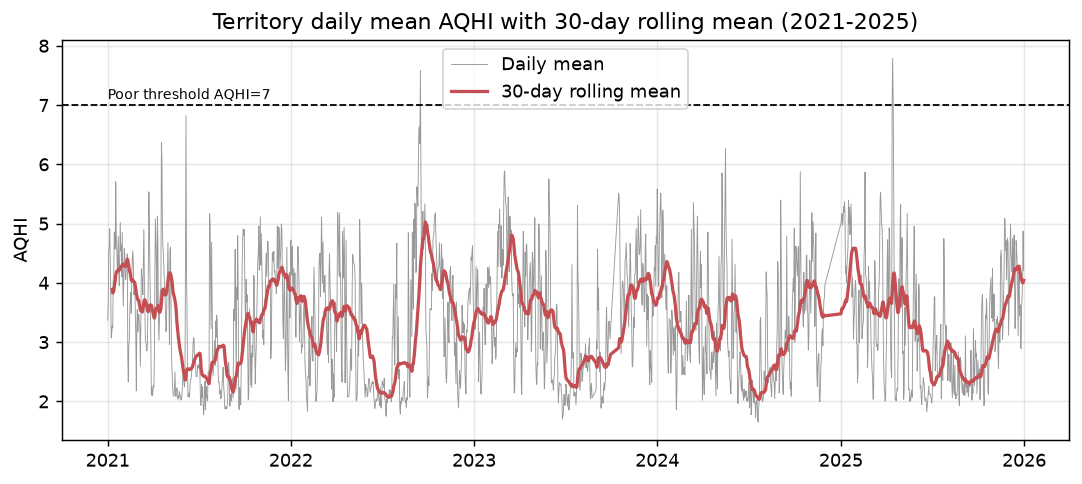 Territory daily mean AQHI with 30-day rolling mean (2021-2025)
Daily mean
30-day rolling mean
Poor threshold AQHI=7
AQHI
8
7
6
5
4
3
2
2021 2022 2023 2024 2025 2026